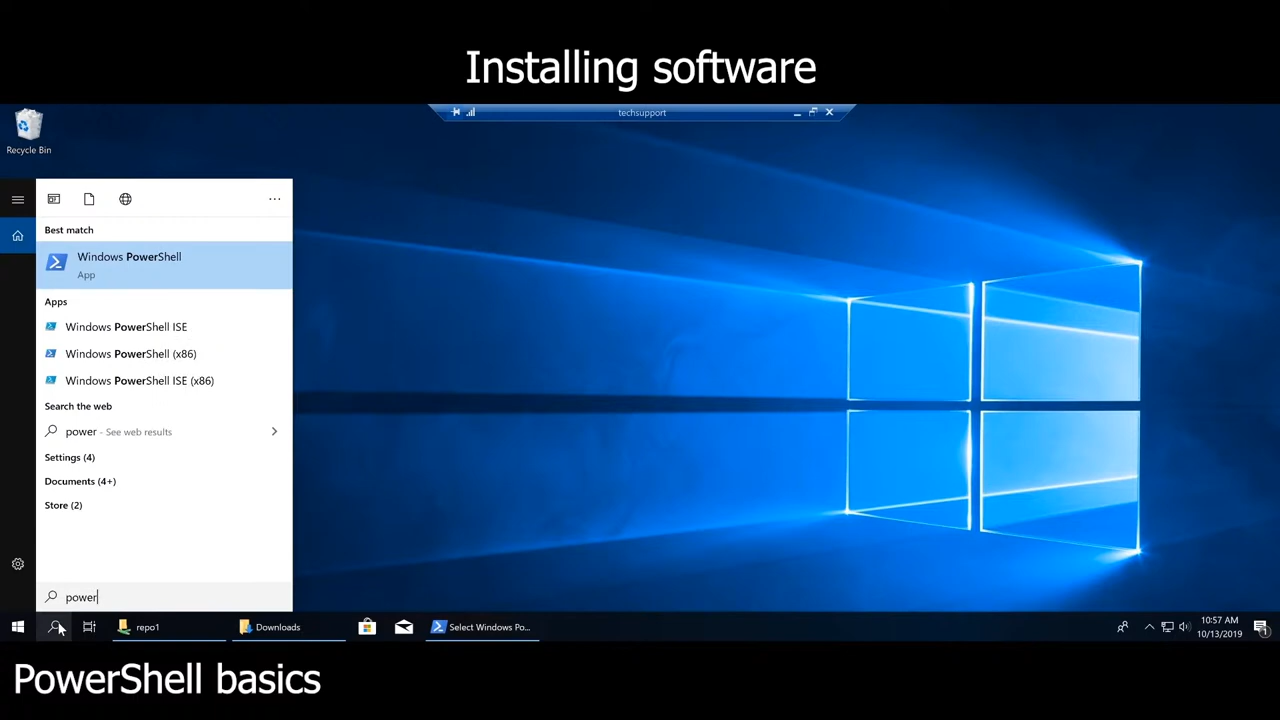 Installing software
techsupport
Recycle Bin
Best match
Windows PowerShell
App
Apps
Windows PowerShell ISE
Windows PowerShell (x86)
Windows PowerShell ISE (x86)
Search the web
power - See web results
Settings (4)
Documents (4+)
Store (2)
power
repo1
Downloads
Select Windows Po...
10:57 AM
10/13/2019
1
PowerShell basics